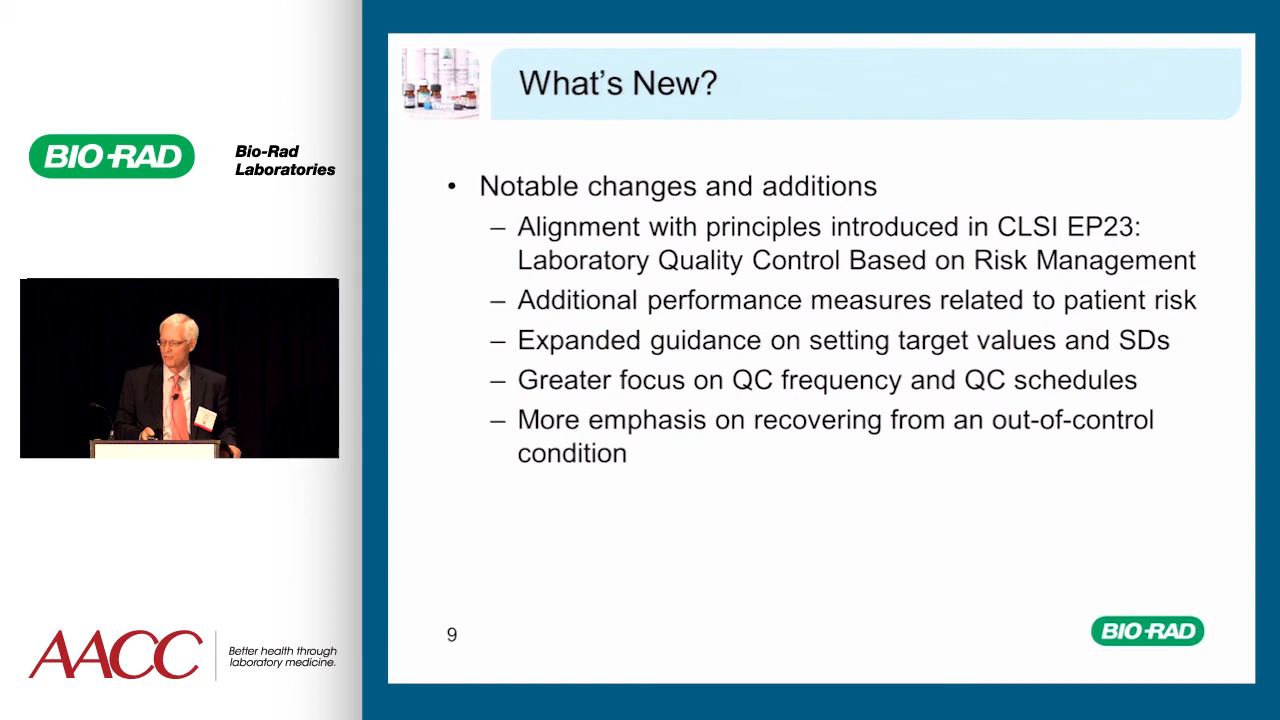 BIO-RAD
Bio-Rad
Laboratories
What's New?
• Notable changes and additions
– Alignment with principles introduced in CLSI EP23:
Laboratory Quality Control Based on Risk Management
– Additional performance measures related to patient risk
– Expanded guidance on setting target values and SDs
– Greater focus on QC frequency and QC schedules
– More emphasis on recovering from an out-of-control
condition
9
BIO-RAD
AACC
Better health through
laboratory medicine.